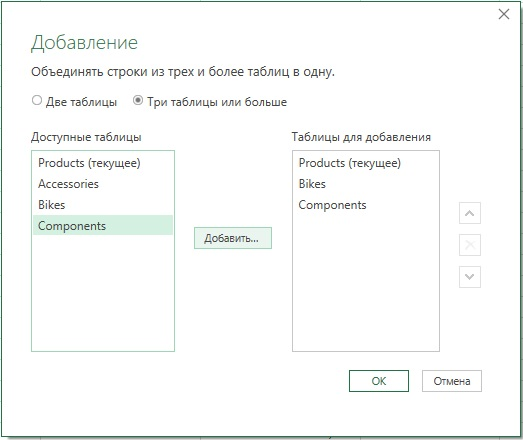 Добавление
Объединять строки из трех и более таблиц в одну.
Две таблицы Три таблицы или больше
Доступные таблицы
Products (текущее)
Accessories
Bikes
Components
Добавить...
Таблицы для добавления
Products (текущее)
Bikes
Components
ОК Отмена